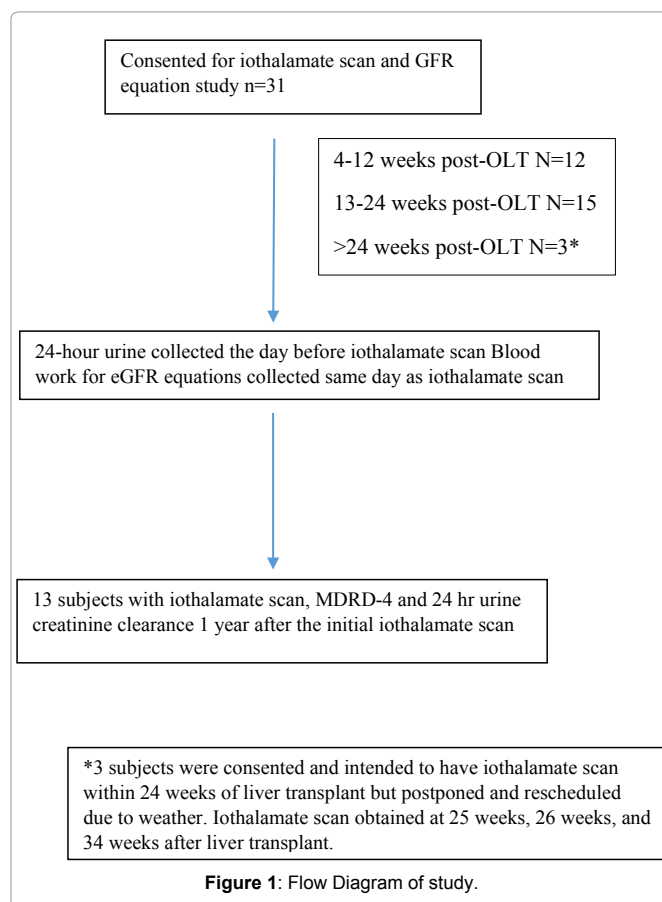 Consented for iothalamate scan and GFR
equation study n=31
4-12 weeks post-OLT N=12
13-24 weeks post-OLT N=15
>24 weeks post-OLT N=3*
24-hour urine collected the day before iothalamate scan Blood
work for eGFR equations collected same day as iothalamate scan
13 subjects with iothalamate scan, MDRD-4 and 24 hr urine
creatinine clearance 1 year after the initial iothalamate scan
*3 subjects were consented and intended to have iothalamate scan
within 24 weeks of liver transplant but postponed and rescheduled
due to weather. Iothalamate scan obtained at 25 weeks, 26 weeks, and
34 weeks after liver transplant.
Figure 1: Flow Diagram of study.